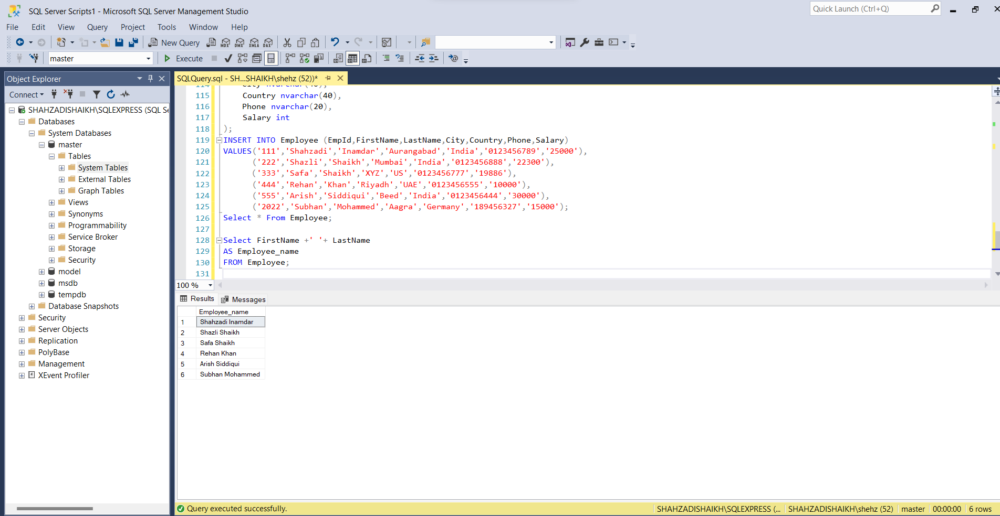 SQL Server Scripts1 - Microsoft SQL Server Management Studio
Quick Launch (Ctrl+Q)
File Edit View Query Project Tools Window Help
New Query MDX DMX XMLA DAX
master Execute
Object Explorer
Connect
SHAHZADISHAIKH\SQLEXPRESS (SQL Se
Databases
System Databases
master
Tables
System Tables
External Tables
Graph Tables
Views
Synonyms
Programmability
Service Broker
Storage
Security
model
msdb
tempdb
Database Snapshots
Security
Server Objects
Replication
PolyBase
Management
XEvent Profiler
SQLQuery.sql - SH...SHAIKH\shehz (52))*
115 Country nvarchar(40),
116 Phone nvarchar(20),
117 Salary int
118 );
119 INSERT INTO Employee (EmpId,FirstName,LastName,City,Country,Phone,Salary)
120 VALUES('111','Shahzadi','Inamdar','Aurangabad','India','0123456789','25000'),
121 ('222','Shazli','Shaikh','Mumbai','India','0123456888','22300'),
122 ('333','Safa','Shaikh','XYZ','US','0123456777','19886'),
123 ('444','Rehan','Khan','Riyadh','UAE','0123456555','10000'),
124 ('555','Arish','Siddiqui','Beed','India','0123456444','30000'),
125 ('2022','Subhan','Mohammed','Aagra','Germany','189456327','15000');
126 Select * From Employee;
127
128 Select FirstName +' '+ LastName
129 AS Employee_name
130 FROM Employee;
131
100 %
Results Messages
Employee_name
1 Shahzadi Inamdar
2 Shazli Shaikh
3 Safa Shaikh
4 Rehan Khan
5 Arish Siddiqui
6 Subhan Mohammed
Query executed successfully.
SHAHZADISHAIKH\SQLEXPRESS (... SHAHZADISHAIKH\shehz (52) master 00:00:00 6 rows